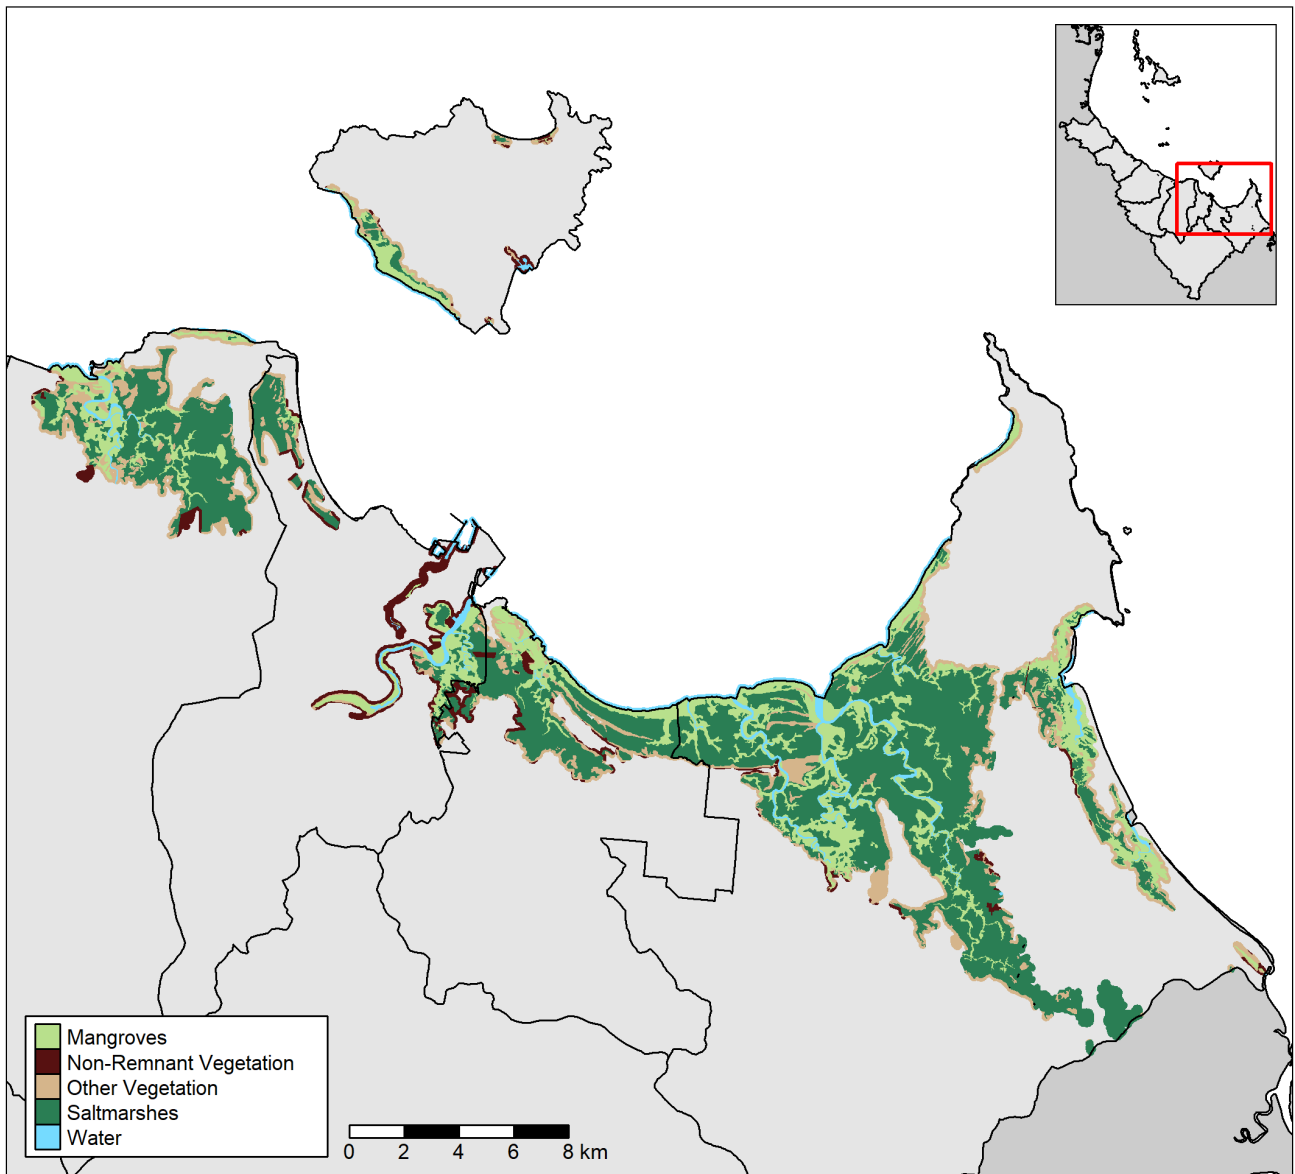 Mangroves
Non-Remnant Vegetation
Other Vegetation
Saltmarshes
Water
0 2 4 6 8 km